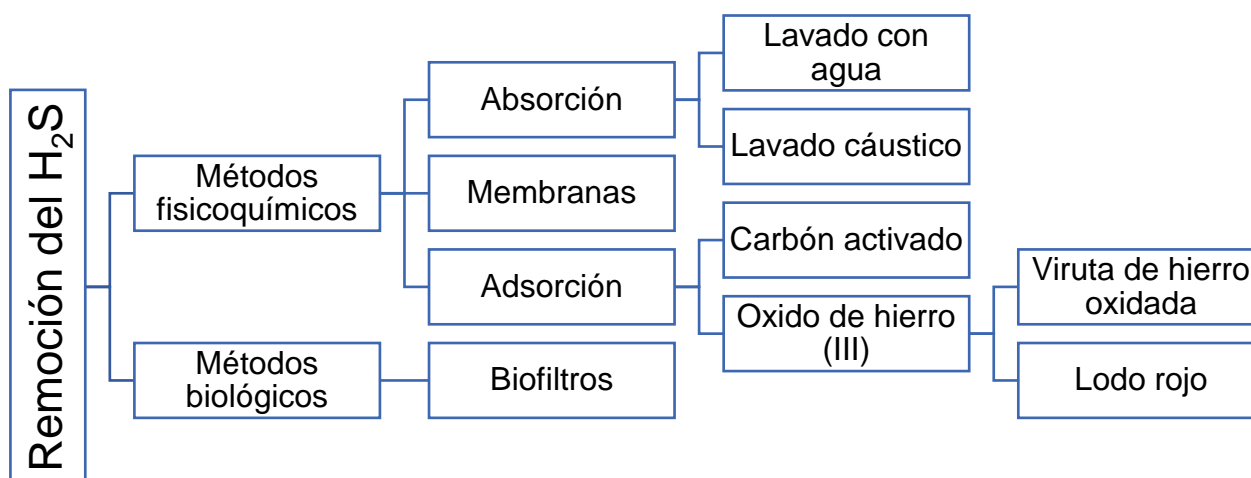 Remoción del H₂S
Métodos
fisicoquímicos
Absorción
Lavado con
agua
Lavado cáustico
Membranas
Adsorción
Carbón activado
Oxido de hierro
(III)
Viruta de hierro
oxidada
Lodo rojo
Métodos
biológicos
Biofiltros